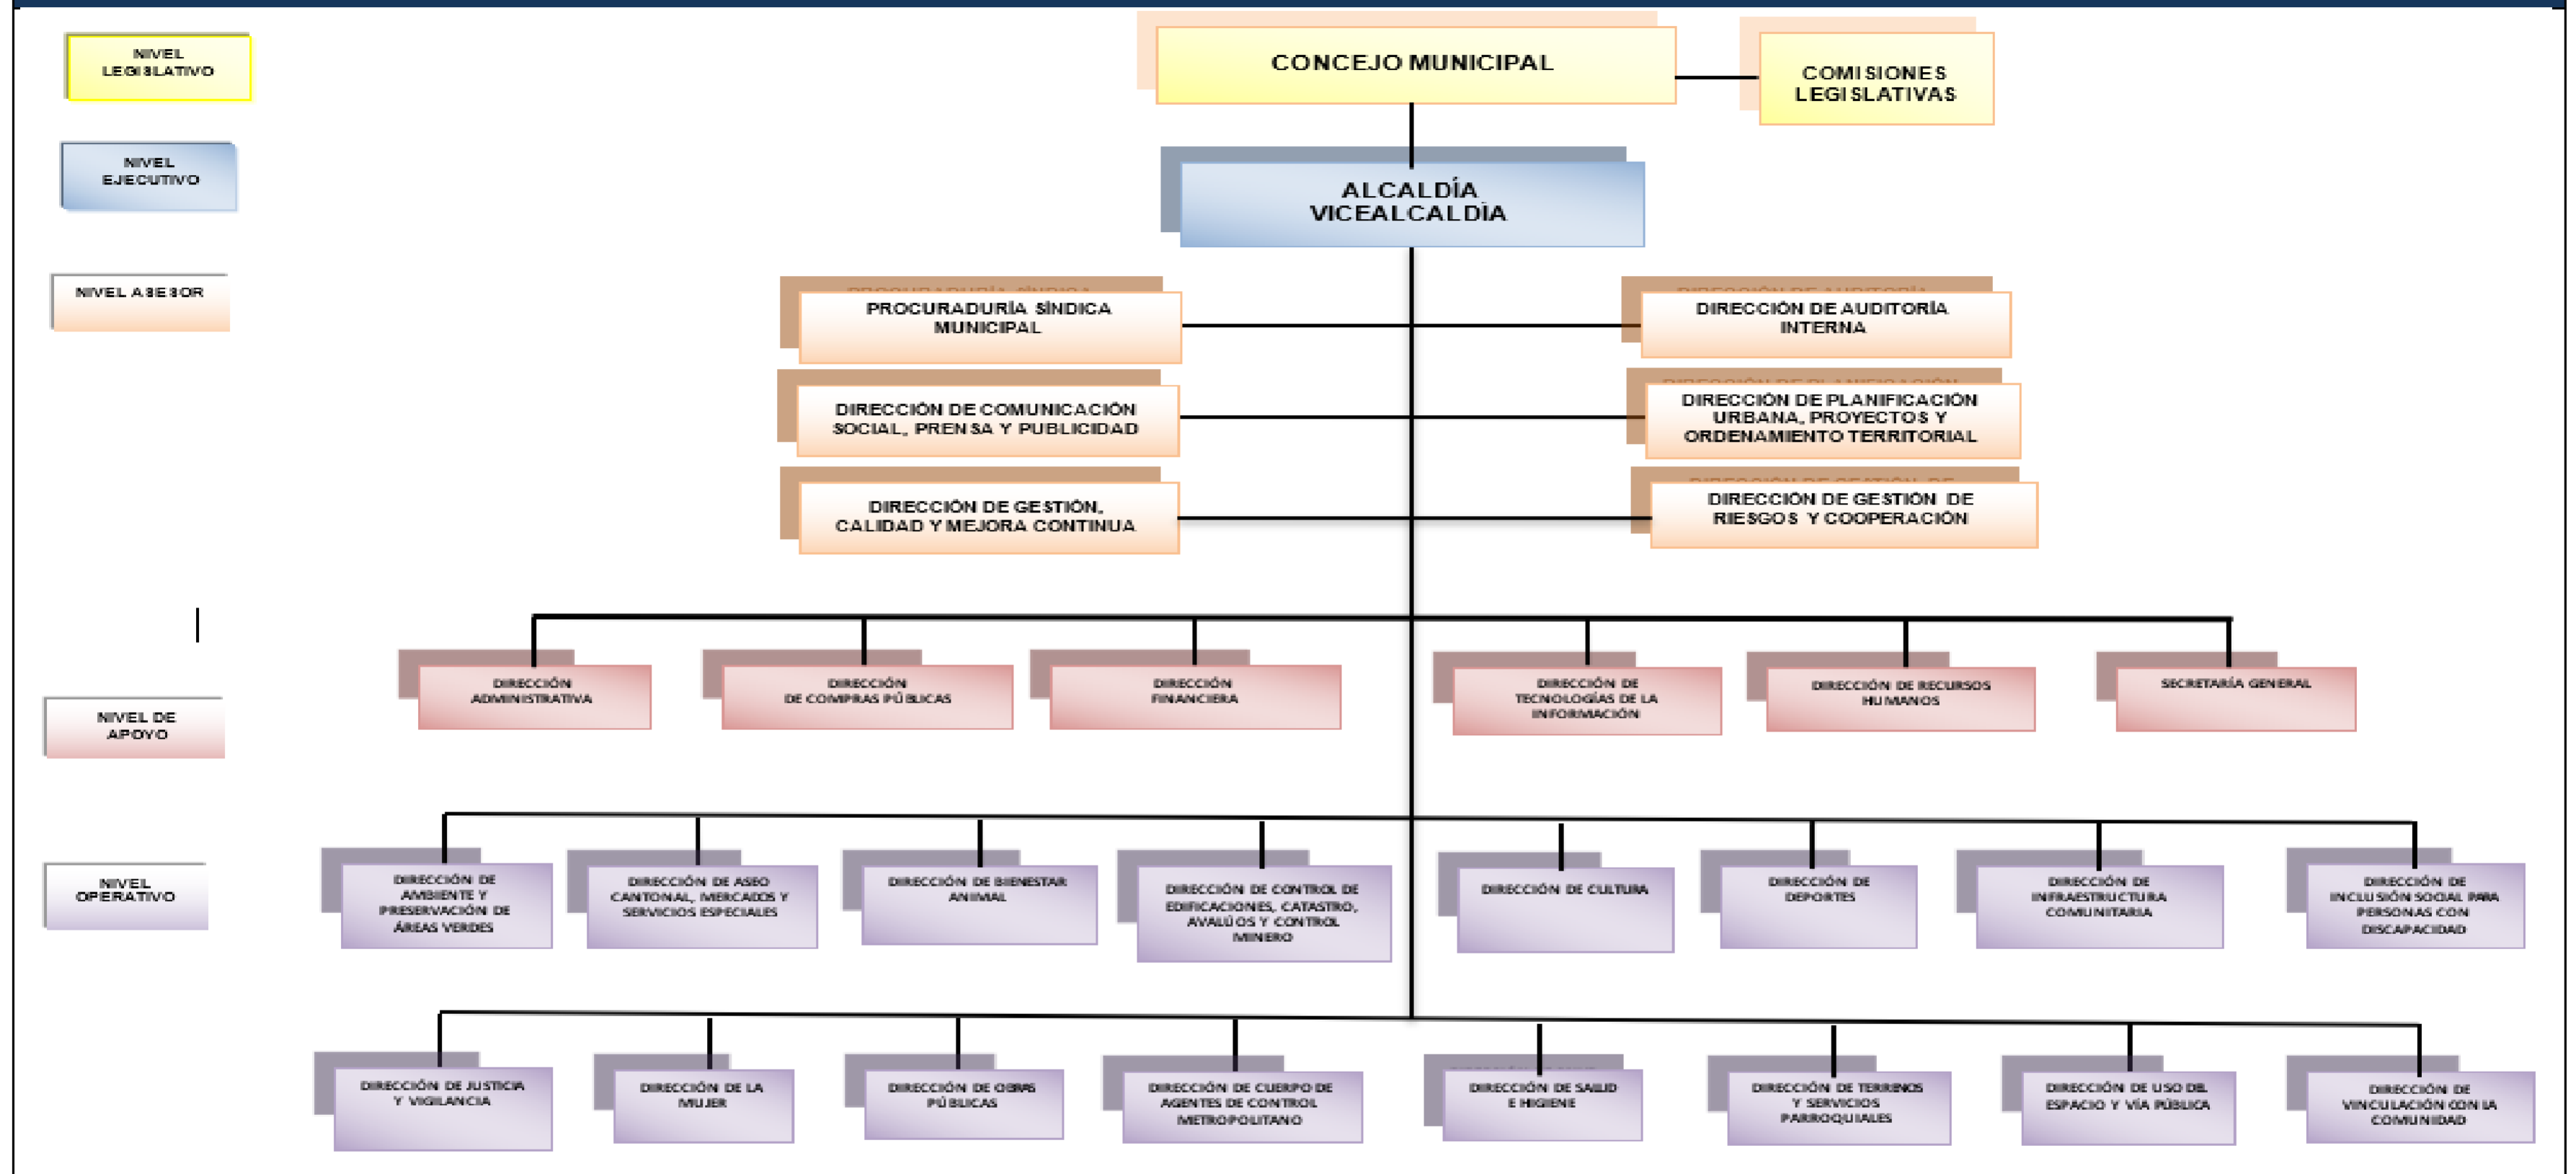 NIVEL
LEGISLATIVO
CONCEJO MUNICIPAL
COMISIONES
LEGISLATIVAS
NIVEL
EJECUTIVO
ALCALDÍA
VICEALCALDÍA
NIVEL ASESOR
PROCURADURÍA SÍNDICA
MUNICIPAL
DIRECCIÓN DE AUDITORÍA
INTERNA
DIRECCIÓN DE COMUNICACIÓN
SOCIAL, PRENSA Y PUBLICIDAD
DIRECCIÓN DE PLANIFICACIÓN
URBANA, PROYECTOS Y
ORDENAMIENTO TERRITORIAL
DIRECCIÓN DE GESTIÓN,
CALIDAD Y MEJORA CONTINUA
DIRECCIÓN DE GESTIÓN DE
RIESGOS Y COOPERACIÓN
NIVEL DE
APOYO
DIRECCIÓN
ADMINISTRATIVA
DIRECCIÓN
DE COMPRAS PÚBLICAS
DIRECCIÓN
FINANCIERA
DIRECCIÓN DE
TECNOLOGÍAS DE LA
INFORMACIÓN
DIRECCIÓN DE RECURSOS
HUMANOS
SECRETARÍA GENERAL
NIVEL
OPERATIVO
DIRECCIÓN DE
AMBIENTE Y
PRESERVACIÓN DE
ÁREAS VERDES
DIRECCIÓN DE ASEO
CANTONAL, MERCADOS Y
SERVICIOS ESPECIALES
DIRECCIÓN DE BIENESTAR
ANIMAL
DIRECCIÓN DE CONTROL DE
EDIFICACIONES, CATASTRO,
AVALÚOS Y CONTROL
MINERO
DIRECCIÓN DE CULTURA
DIRECCIÓN DE
DEPORTES
DIRECCIÓN DE
INFRAESTRUCTURA
COMUNITARIA
DIRECCIÓN DE
INCLUSIÓN SOCIAL PARA
PERSONAS CON
DISCAPACIDAD
DIRECCIÓN DE JUSTICIA
Y VIGILANCIA
DIRECCIÓN DE LA
MUJER
DIRECCIÓN DE OBRAS
PÚBLICAS
DIRECCIÓN DE CUERPO DE
AGENTES DE CONTROL
METROPOLITANO
DIRECCIÓN DE SALUD
E HIGIENE
DIRECCIÓN DE TERRENOS
Y SERVICIOS
PARROQUIALES
DIRECCIÓN DE USO DEL
ESPACIO Y VÍA PÚBLICA
DIRECCIÓN DE
VINCULACIÓN CON LA
COMUNIDAD